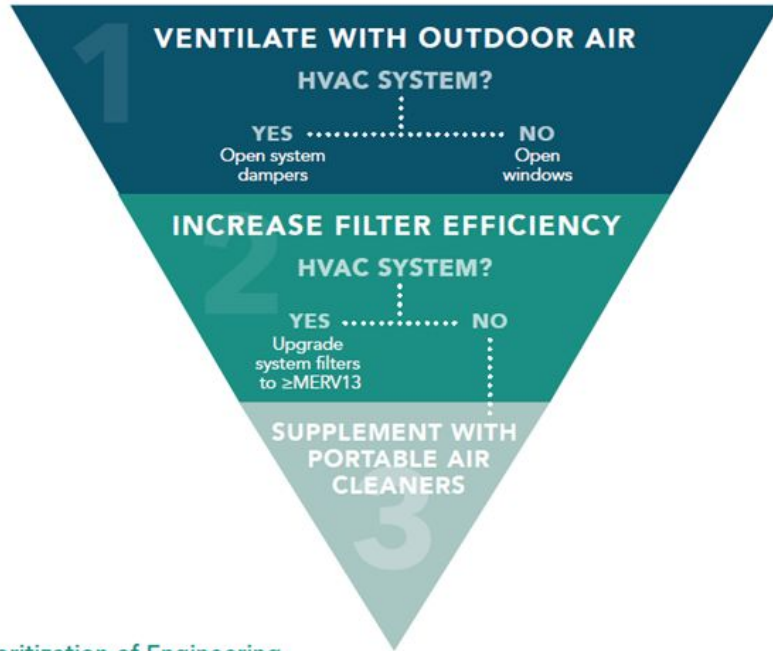 1
VENTILATE WITH OUTDOOR AIR
HVAC SYSTEM?
YES NO
Open system Open
dampers windows
2
INCREASE FILTER EFFICIENCY
HVAC SYSTEM?
YES NO
Upgrade
system filters
to ≥MERV13
SUPPLEMENT WITH
PORTABLE AIR
CLEANERS
3